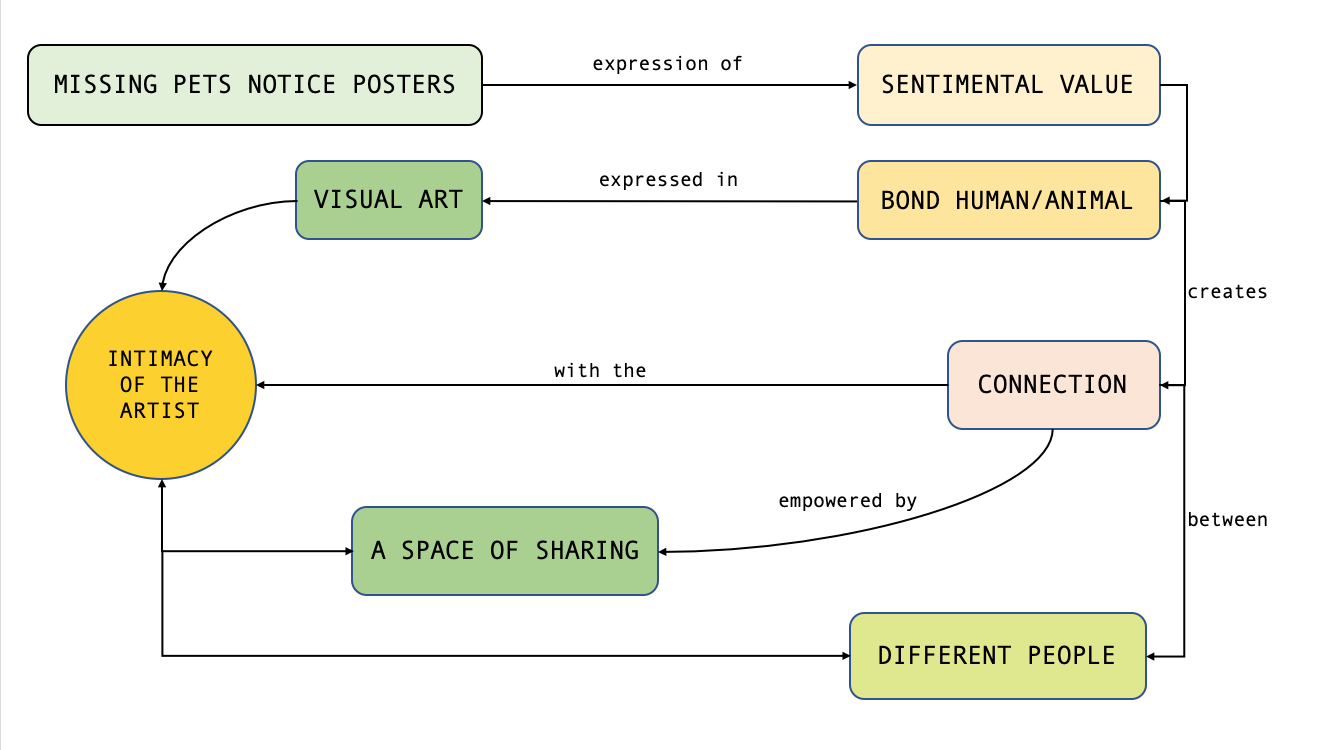 MISSING PETS NOTICE POSTERS
expression of
SENTIMENTAL VALUE
VISUAL ART
expressed in
BOND HUMAN/ANIMAL
creates
INTIMACY
OF THE
ARTIST
with the
CONNECTION
empowered by
between
A SPACE OF SHARING
DIFFERENT PEOPLE